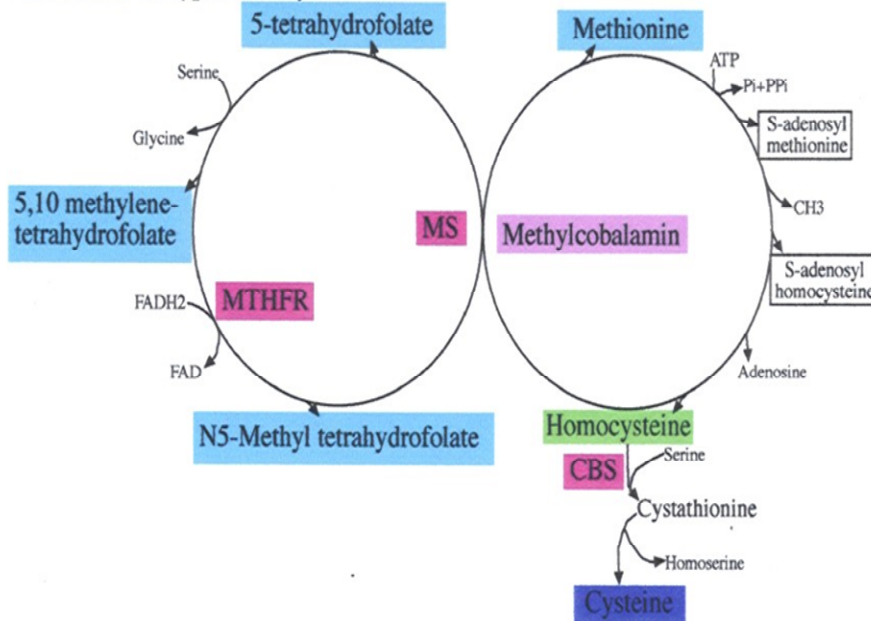 5-tetrahydrofolate
Methionine
Serine
Glycine
ATP
Pi+PPi
S-adenosyl
methionine
5,10 methylene-
tetrahydrofolate
MS
Methylcobalamin
CH3
S-adenosyl
homocysteine
FADH2
MTHFR
FAD
Adenosine
N5-Methyl tetrahydrofolate
Homocysteine
CBS
Serine
Cystathionine
Homoserine
Cysteine